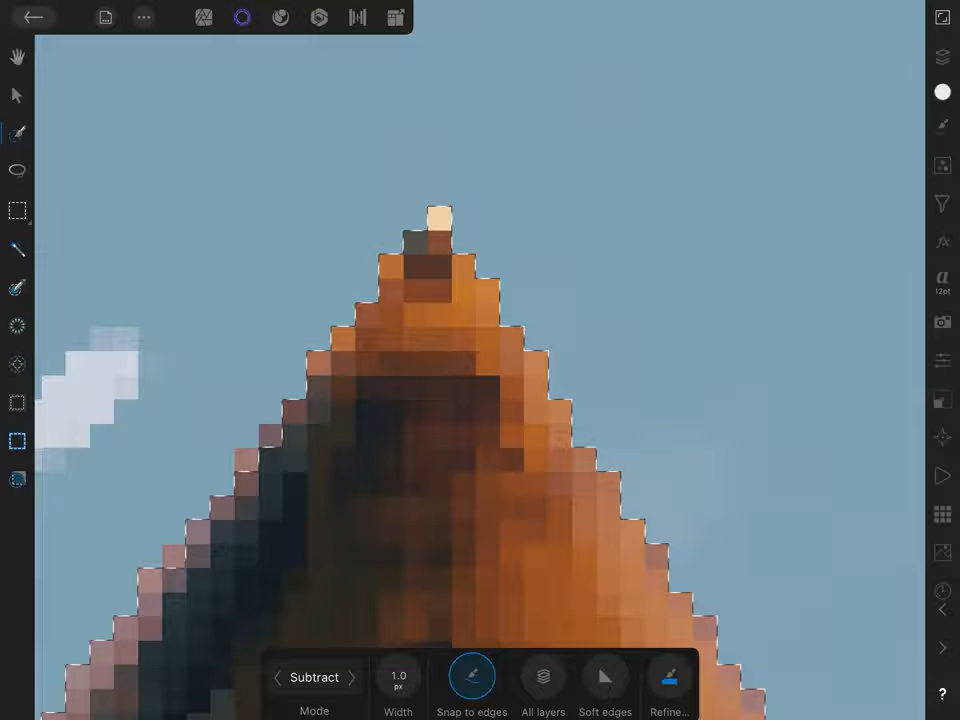 a
12pt
Subtract
1.0
px
Mode
Width
Snap to edges
All layers
Soft edges
Refine...
?